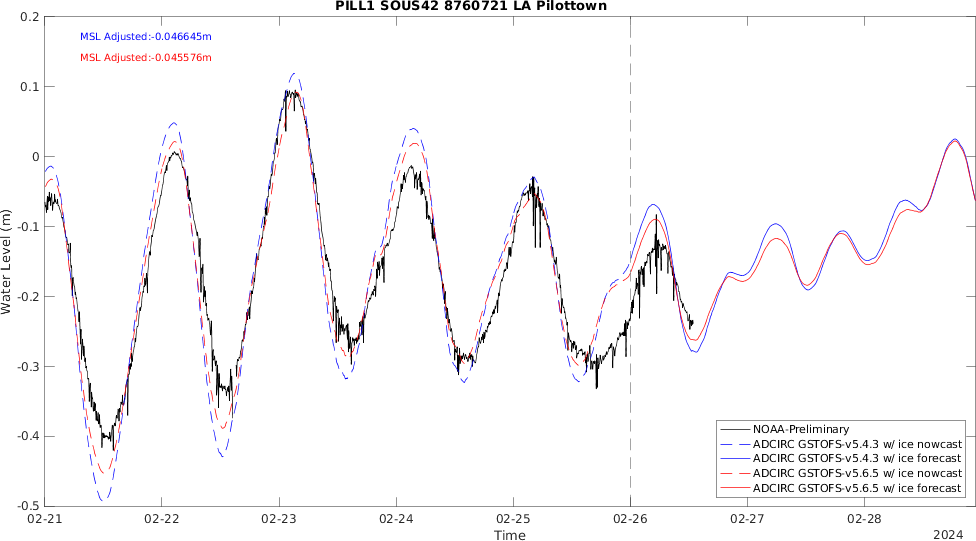 PILL1 SOUS42 8760721 LA Pilottown
MSL Adjusted:-0.046645m
MSL Adjusted:-0.045576m
Water Level (m)
0.2
0.1
0
-0.1
-0.2
-0.3
-0.4
-0.5
NOAA-Preliminary
ADCIRC GSTOFS-v5.4.3 w/ ice nowcast
ADCIRC GSTOFS-v5.4.3 w/ ice forecast
ADCIRC GSTOFS-v5.6.5 w/ ice nowcast
ADCIRC GSTOFS-v5.6.5 w/ ice forecast
02-21 02-22 02-23 02-24 02-25 02-26 02-27 02-28
Time
2024